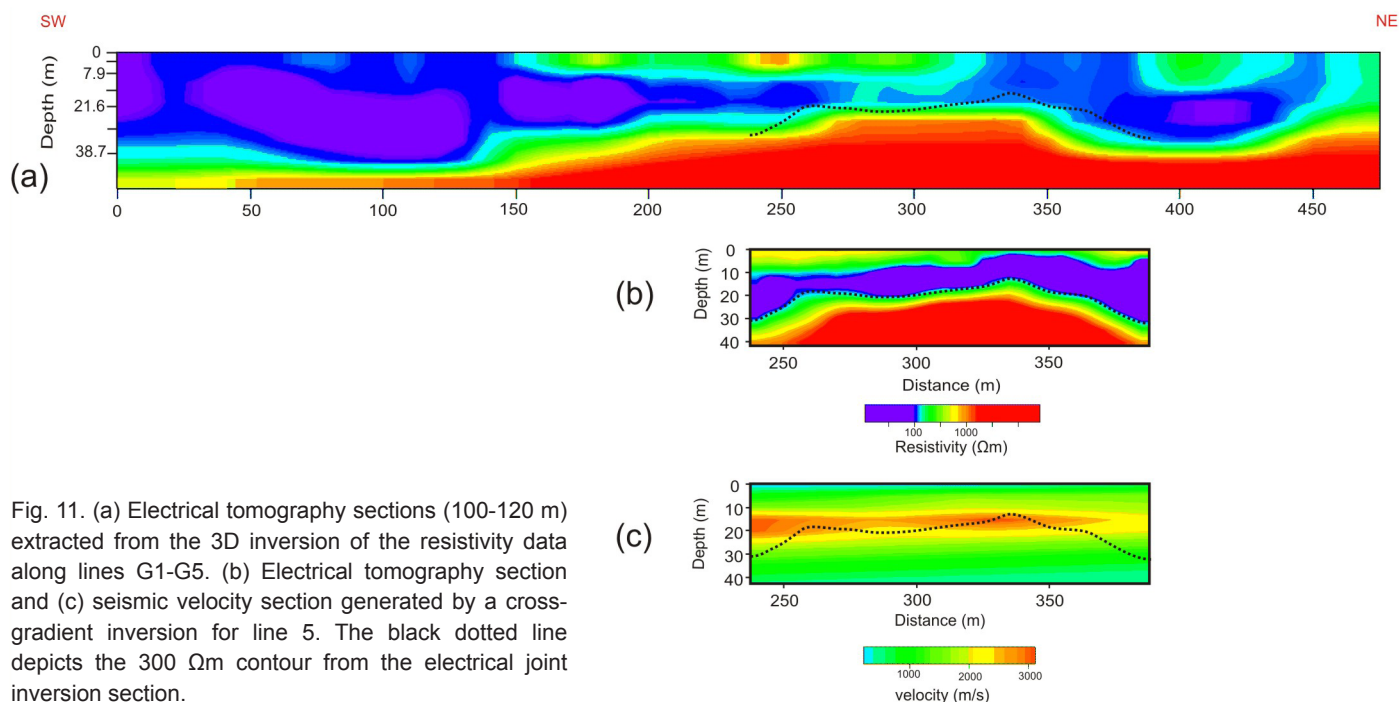 SW
NE
Depth (m)
0
7.9
21.6
38.7
(a)
0 50 100 150 200 250 300 350 400 450
(b)
Depth (m)
0
10
20
30
40
250 300 350
Distance (m)
100 1000
Resistivity (Ωm)
(c)
Depth (m)
0
10
20
30
40
250 300 350
Distance (m)
1000 2000 3000
velocity (m/s)
Fig. 11. (a) Electrical tomography sections (100-120 m)
extracted from the 3D inversion of the resistivity data
along lines G1-G5. (b) Electrical tomography section
and (c) seismic velocity section generated by a cross-
gradient inversion for line 5. The black dotted line
depicts the 300 Ωm contour from the electrical joint
inversion section.